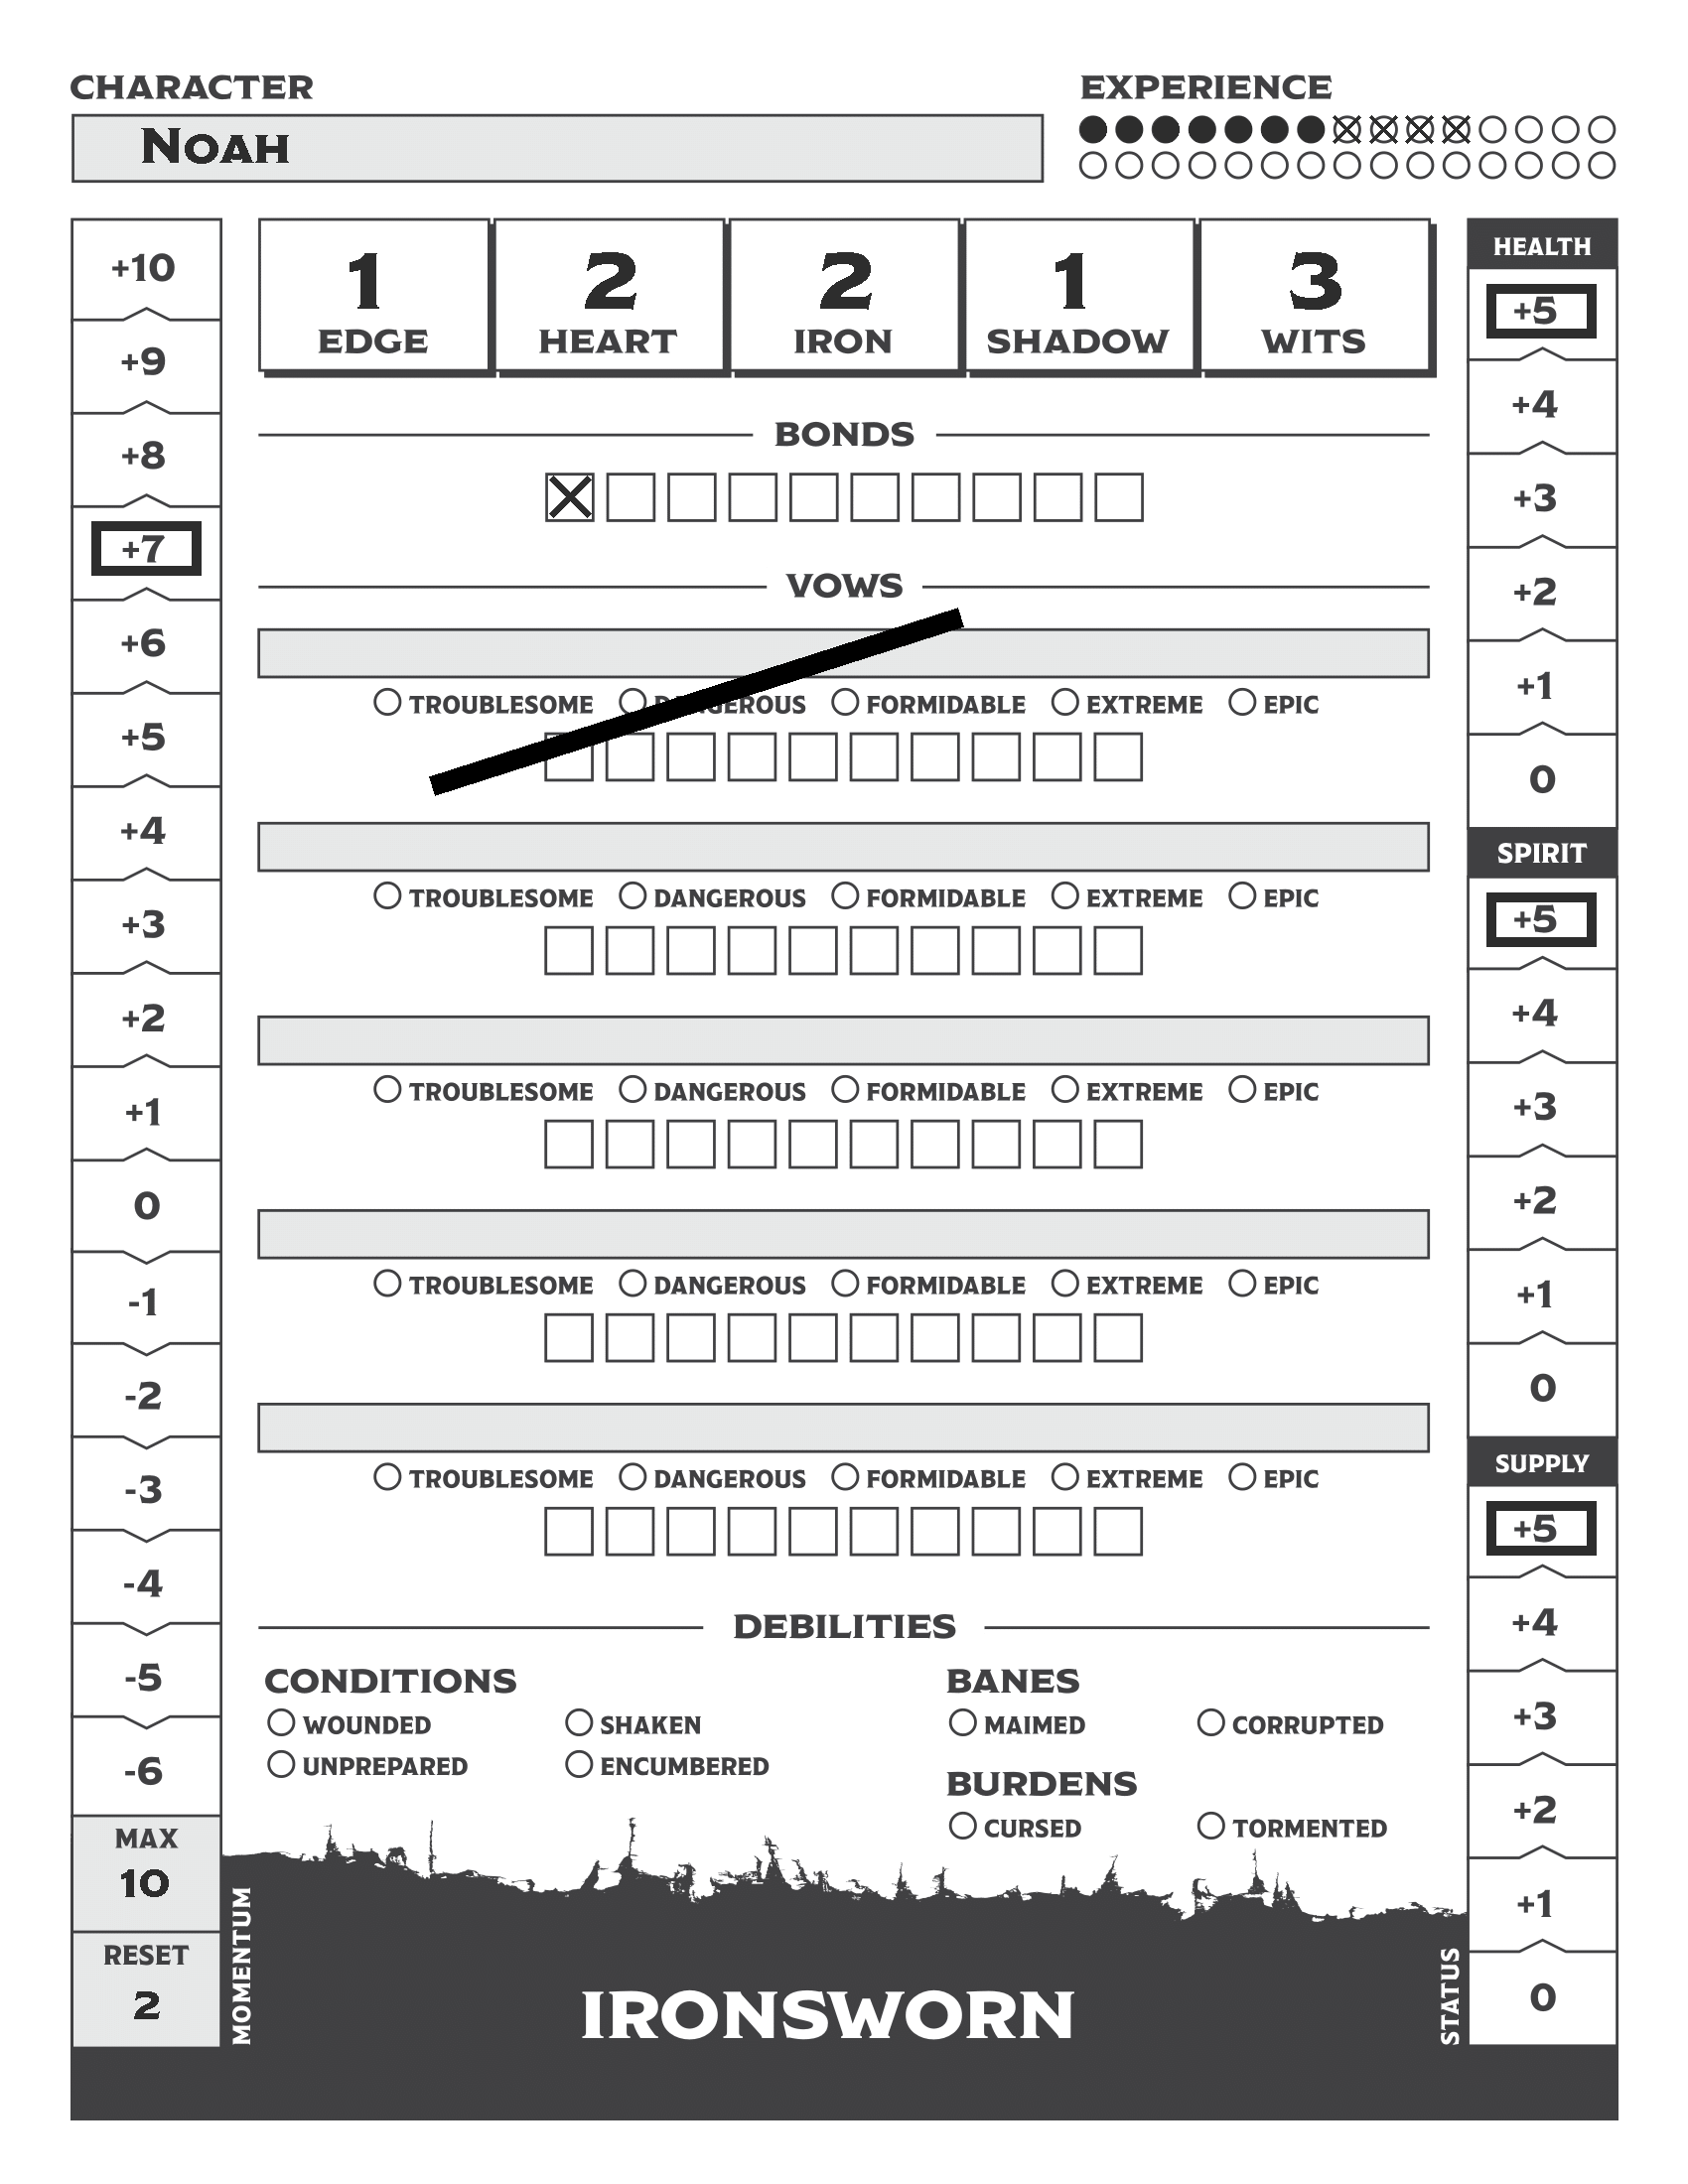 CHARACTER
NOAH
EXPERIENCE
+10
+9
+8
+7
+6
+5
+4
+3
+2
+1
0
-1
-2
-3
-4
-5
-6
MAX
10
RESET
2
MOMENTUM
1 2 2 1 3
EDGE HEART IRON SHADOW WITS
BONDS
VOWS
TROUBLESOME DANGEROUS FORMIDABLE EXTREME EPIC
TROUBLESOME DANGEROUS FORMIDABLE EXTREME EPIC
TROUBLESOME DANGEROUS FORMIDABLE EXTREME EPIC
TROUBLESOME DANGEROUS FORMIDABLE EXTREME EPIC
TROUBLESOME DANGEROUS FORMIDABLE EXTREME EPIC
DEBILITIES
CONDITIONS
WOUNDED SHAKEN
UNPREPARED ENCUMBERED
BANES
MAIMED CORRUPTED
BURDENS
CURSED TORMENTED
IRONSWORN
HEALTH
+5
+4
+3
+2
+1
0
SPIRIT
+5
+4
+3
+2
+1
0
SUPPLY
+5
+4
+3
+2
+1
0
STATUS